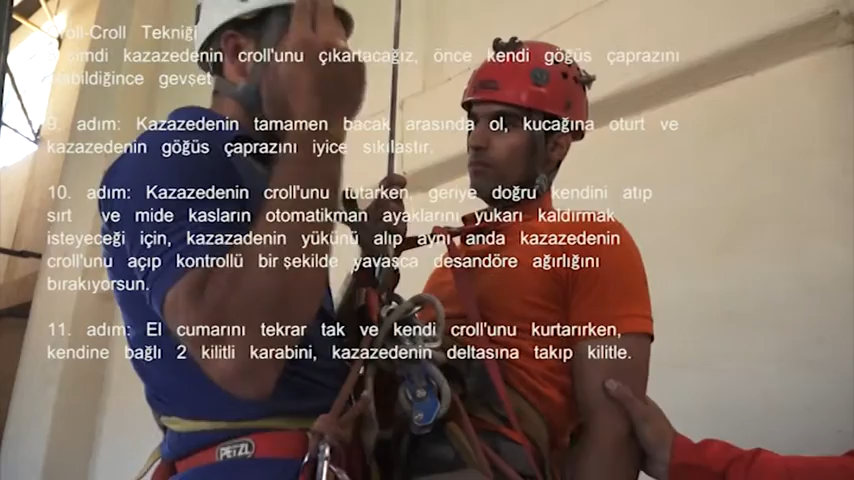 Croll-Croll Tekniği
şimdi kazazedenin croll'unu çıkartacağız, önce kendi göğüs çaprazını
olabildiğince gevşet.
9. adım: Kazazedenin tamamen bacak arasında ol, kucağına oturt ve
kazazedenin göğüs çaprazını iyice sıkılastır.
10. adım: Kazazedenin croll'unu tutarken, geriye doğru kendini atıp
sırt ve mide kasların otomatikman ayaklarını yukarı kaldırmak
isteyeceği için, kazazadenin yükünü alıp aynı anda kazazedenin
croll'unu açıp kontrollü bir şekilde yavaşca desandöre ağırlığını
bırakıyorsun.
11. adım: El cumarını tekrar tak ve kendi croll'unu kurtarırken,
kendine bağlı 2 kilitli karabini, kazazedenin deltasına takıp kilitle.
PETZL